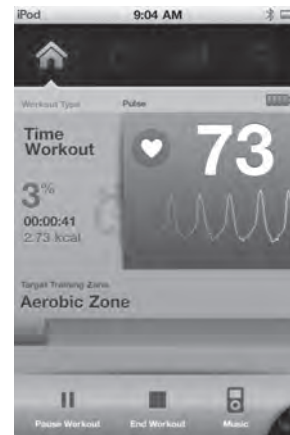 iPod 9:04 AM
Workout Type Pulse
Time
Workout
73
3%
00:00:41
2.73 kcal
Target Training Zone
Aerobic Zone
Pause Workout End Workout Music